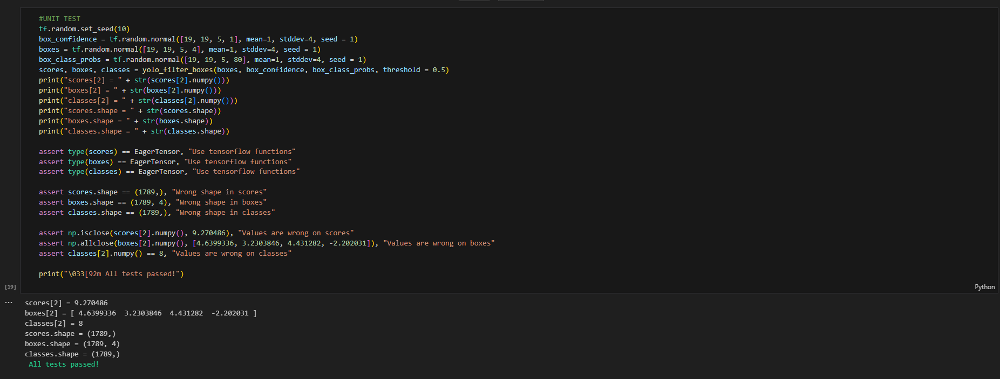 #UNIT TEST
tf.random.set_seed(10)
box_confidence = tf.random.normal([19, 19, 5, 1], mean=1, stddev=4, seed = 1)
boxes = tf.random.normal([19, 19, 5, 4], mean=1, stddev=4, seed = 1)
box_class_probs = tf.random.normal([19, 19, 5, 80], mean=1, stddev=4, seed = 1)
scores, boxes, classes = yolo_filter_boxes(boxes, box_confidence, box_class_probs, threshold = 0.5)
print("scores[2] = " + str(scores[2].numpy()))
print("boxes[2] = " + str(boxes[2].numpy()))
print("classes[2] = " + str(classes[2].numpy()))
print("scores.shape = " + str(scores.shape))
print("boxes.shape = " + str(boxes.shape))
print("classes.shape = " + str(classes.shape))
assert type(scores) == EagerTensor, "Use tensorflow functions"
assert type(boxes) == EagerTensor, "Use tensorflow functions"
assert type(classes) == EagerTensor, "Use tensorflow functions"
assert scores.shape == (1789,), "Wrong shape in scores"
assert boxes.shape == (1789, 4), "Wrong shape in boxes"
assert classes.shape == (1789,), "Wrong shape in classes"
assert np.isclose(scores[2].numpy(), 9.270486), "Values are wrong on scores"
assert np.allclose(boxes[2].numpy(), [4.6399336, 3.2303846, 4.431282, -2.202031]), "Values are wrong on boxes"
assert classes[2].numpy() == 8, "Values are wrong on classes"
print("\033[92m All tests passed!")
[19]
Python
...
scores[2] = 9.270486
boxes[2] = [ 4.6399336  3.2303846  4.431282  -2.202031 ]
classes[2] = 8
scores.shape = (1789,)
boxes.shape = (1789, 4)
classes.shape = (1789,)
All tests passed!